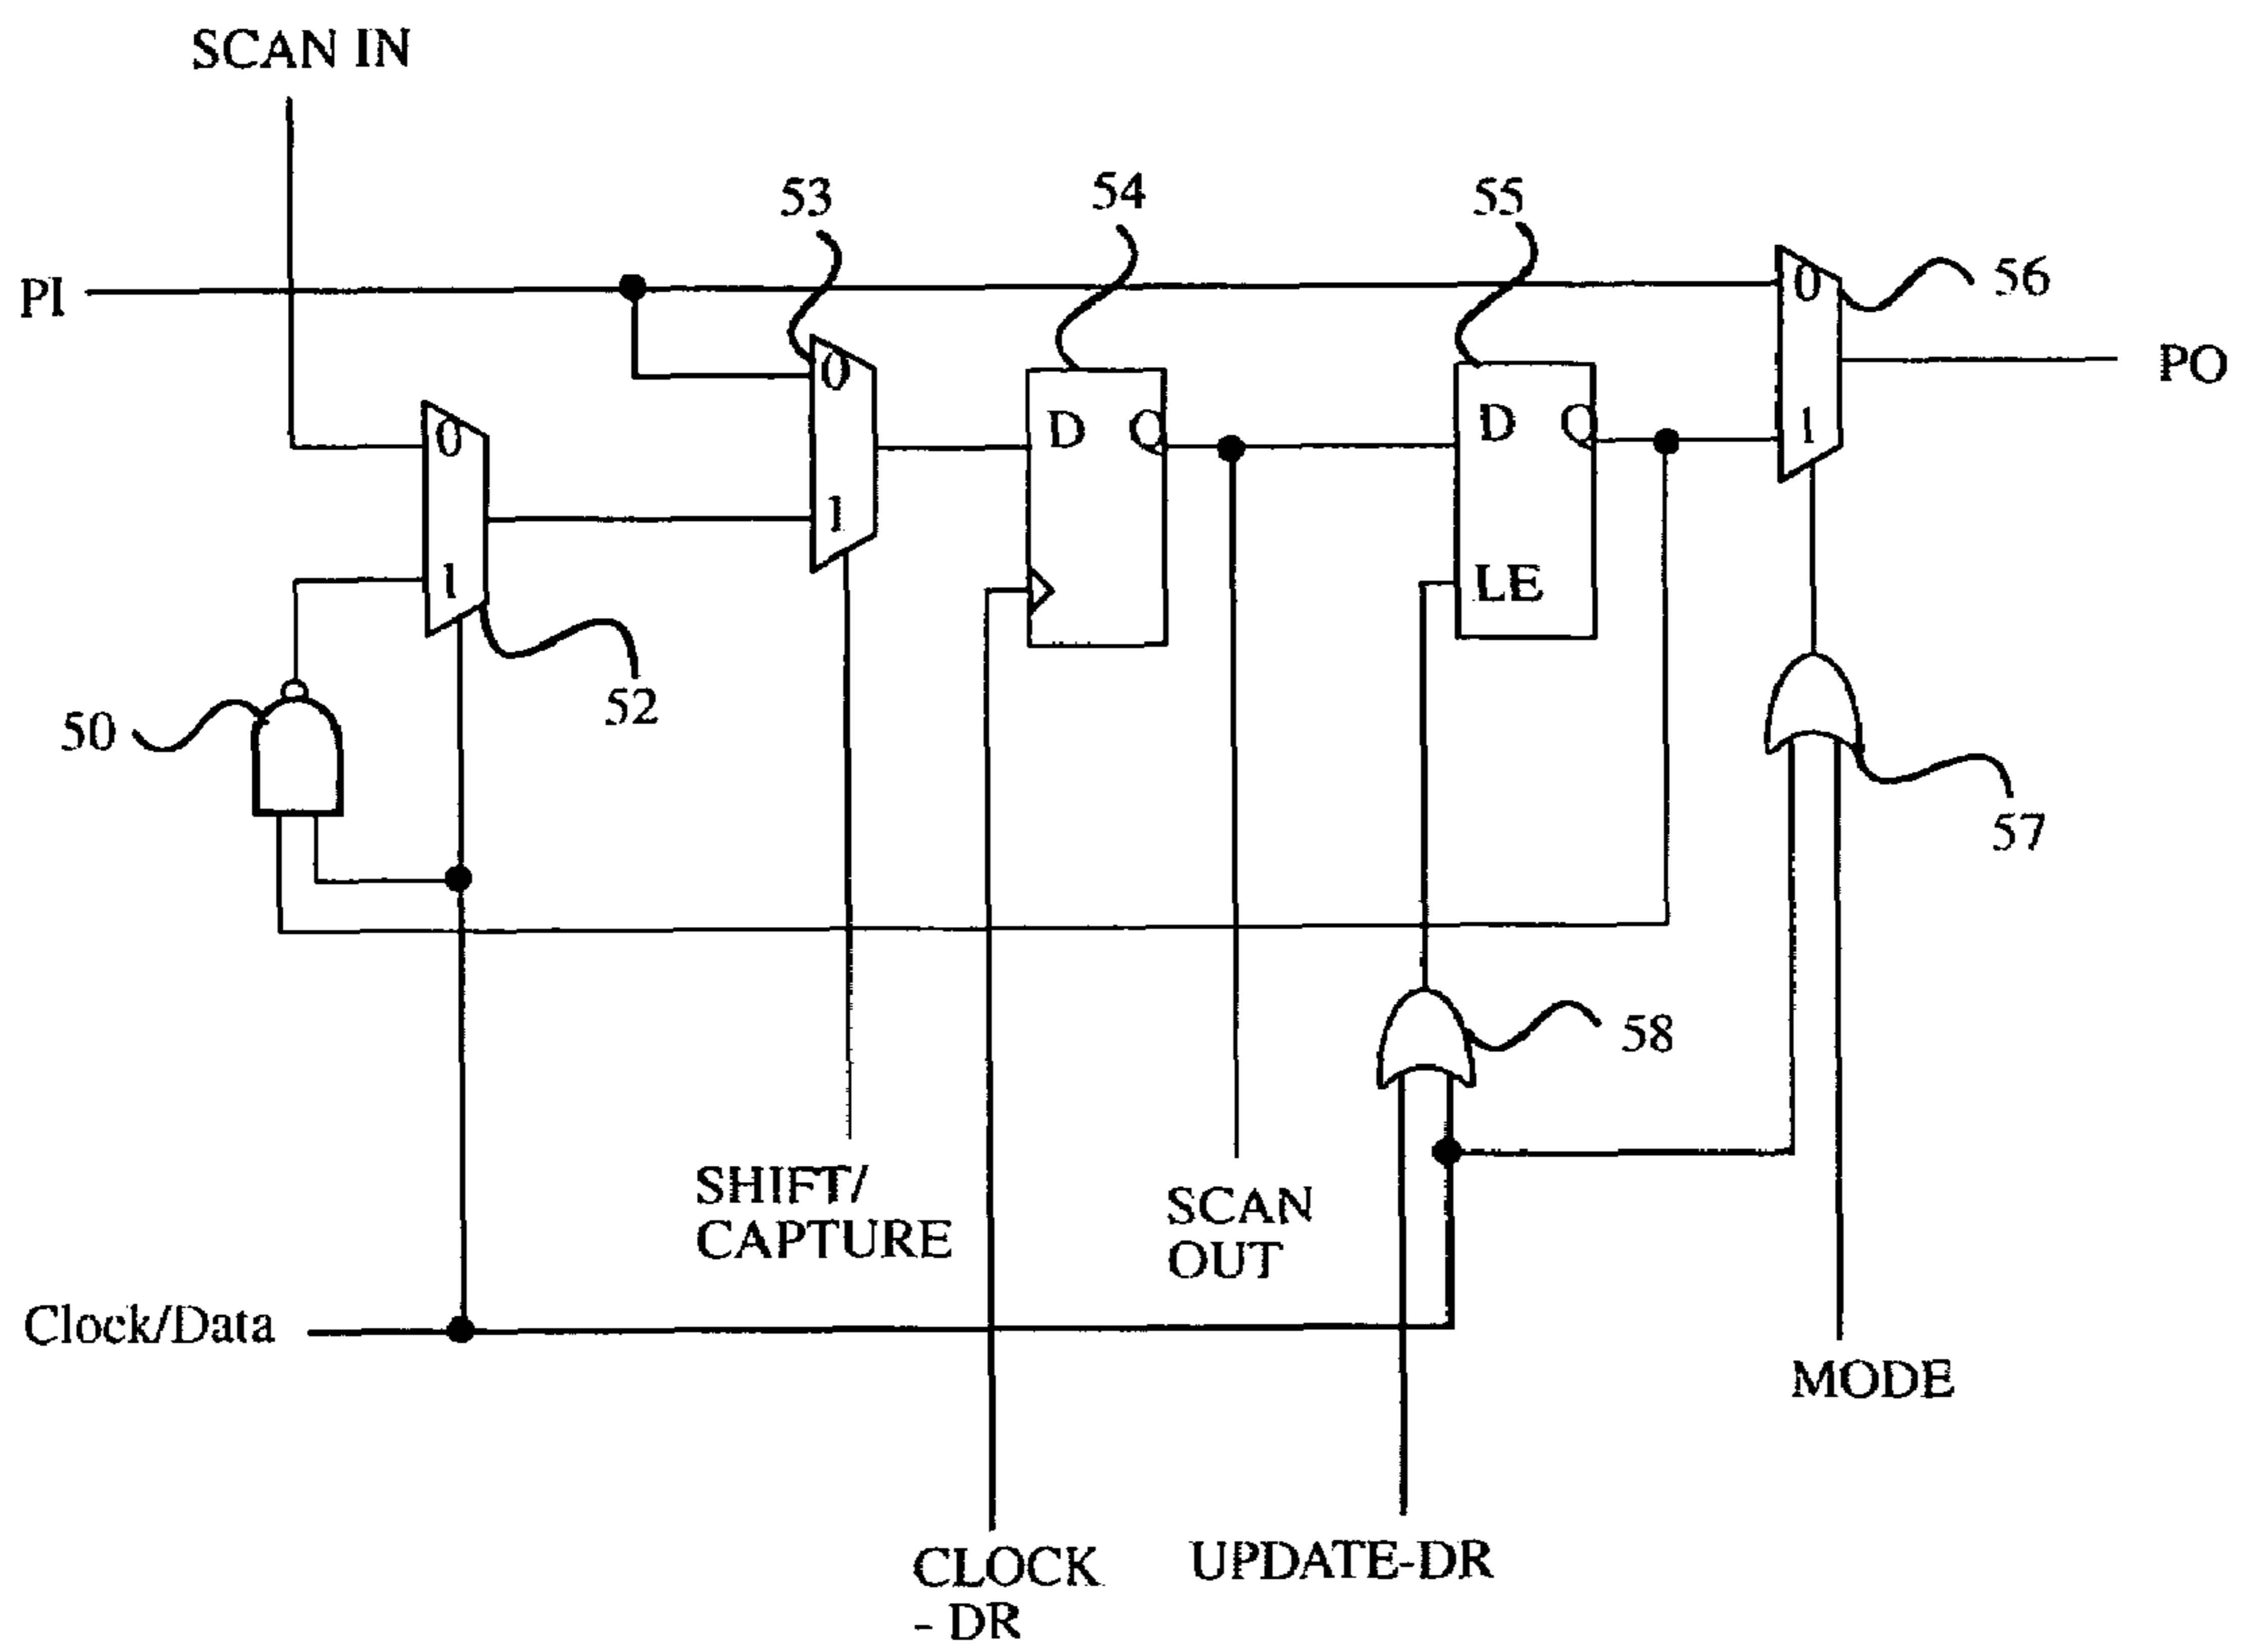 SCAN IN
53
54
55
PI
0
56
0
PO
D
Q
D
Q
1
0
1
1
LE
52
50
57
58
SHIFT/
CAPTURE
SCAN
OUT
Clock/Data
MODE
CLOCK
- DR
UPDATE-DR